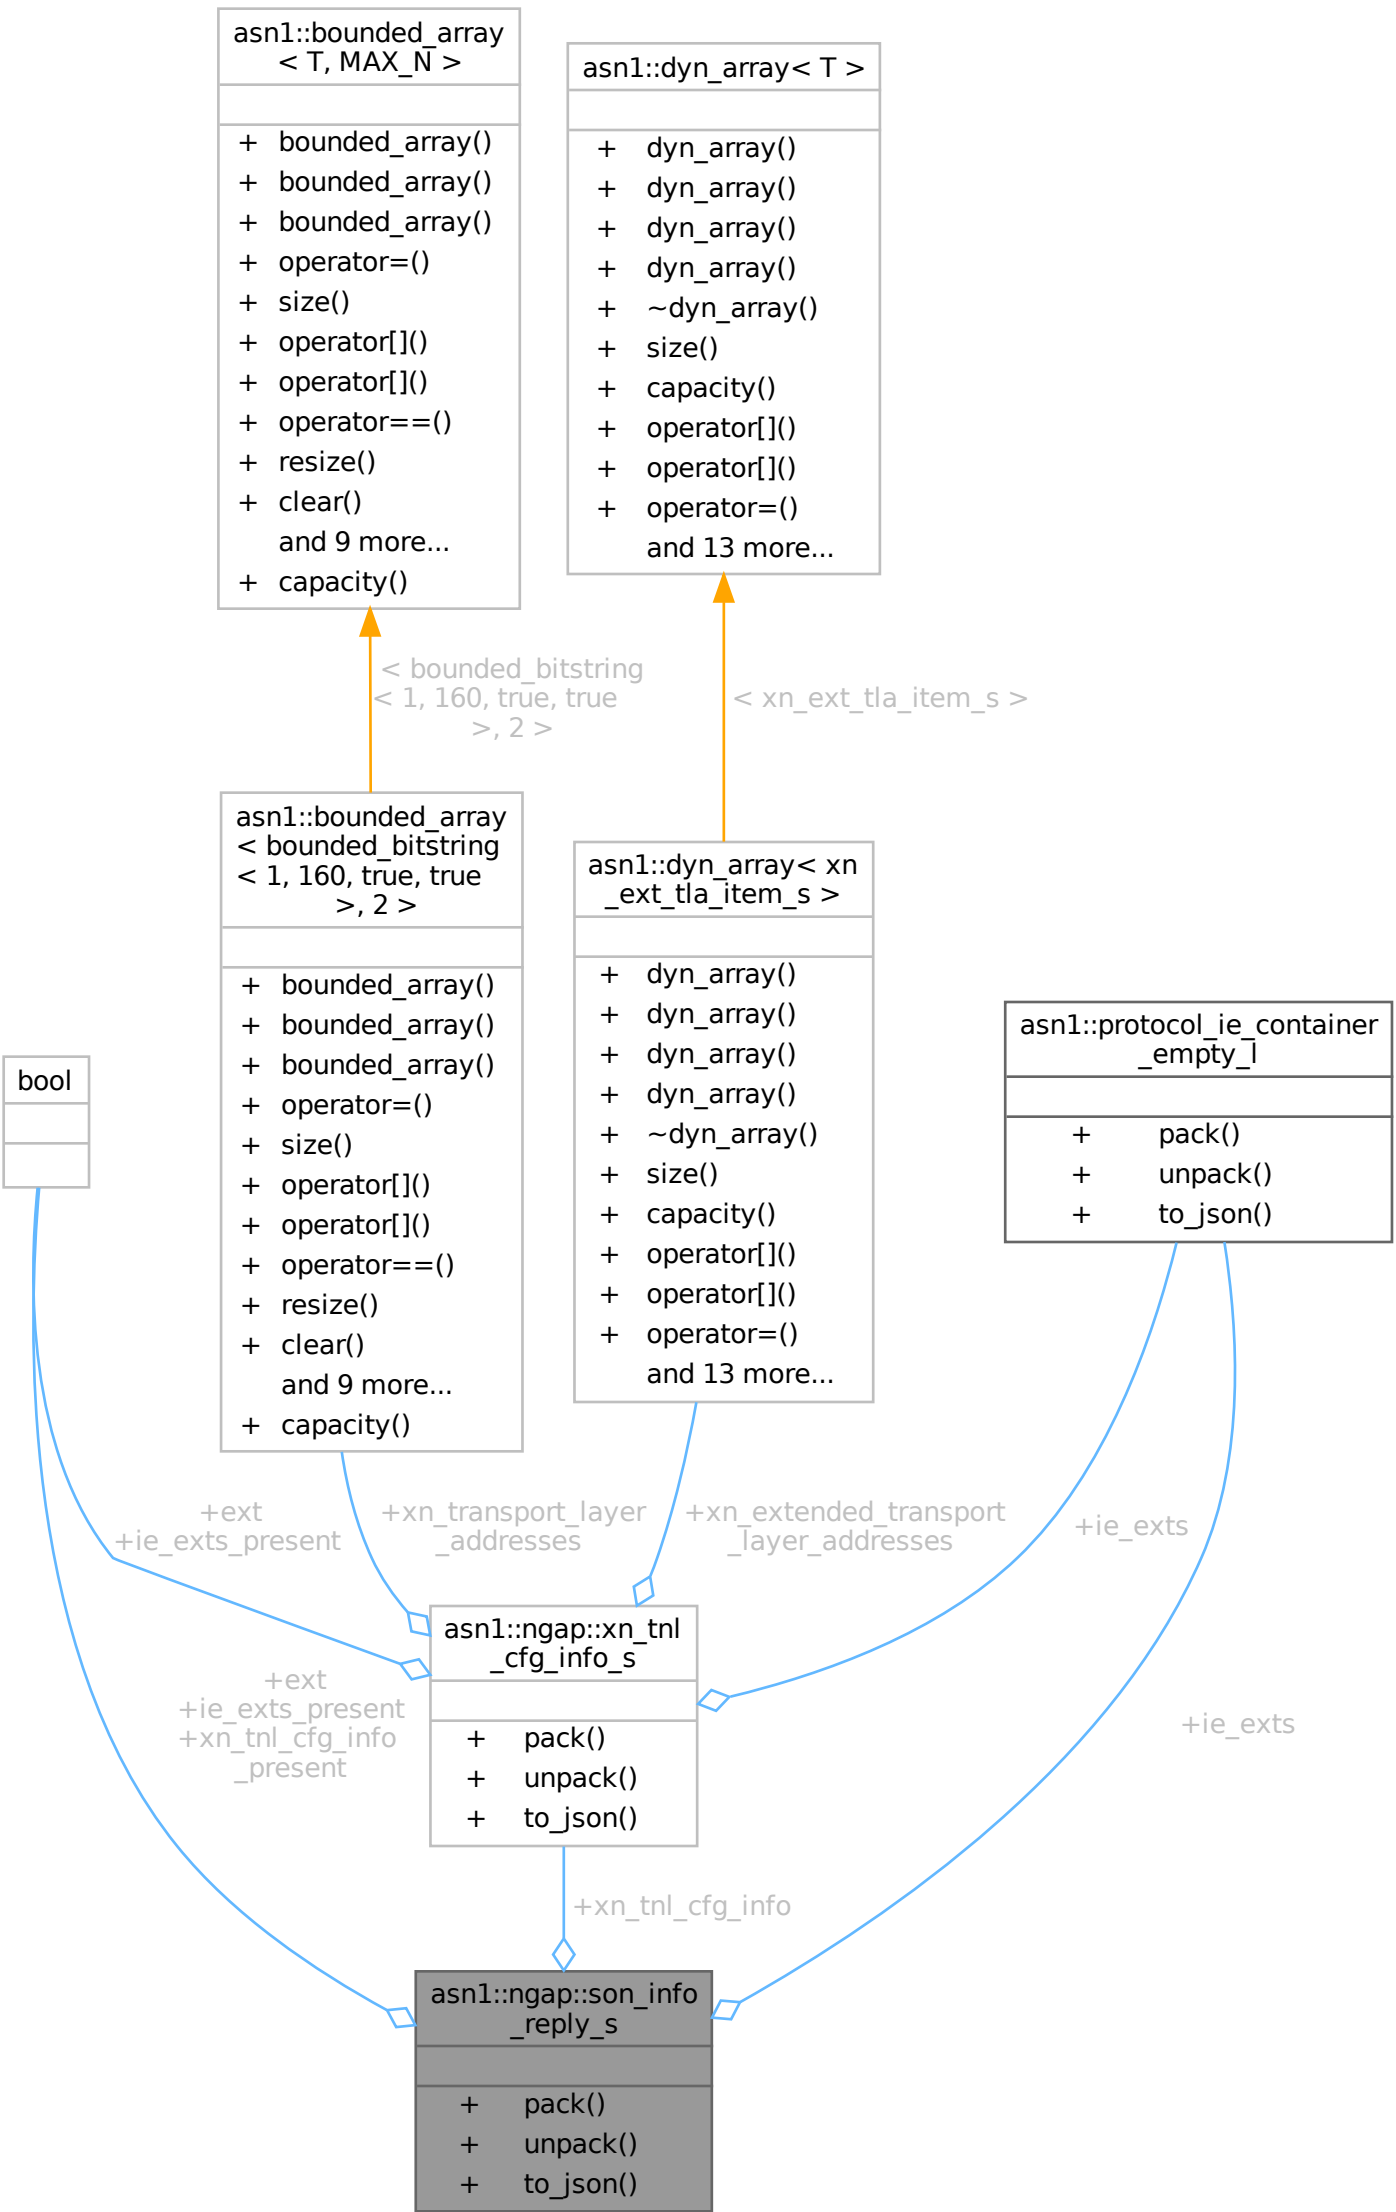 asn1::bounded_array
< T, MAX_N >
+ bounded_array()
+ bounded_array()
+ bounded_array()
+ operator=()
+ size()
+ operator[]()
+ operator[]()
+ operator==()
+ resize()
+ clear()
and 9 more...
+ capacity()
asn1::dyn_array< T >
+ dyn_array()
+ dyn_array()
+ dyn_array()
+ dyn_array()
+ ~dyn_array()
+ size()
+ capacity()
+ operator[]()
+ operator[]()
+ operator=()
and 13 more...
< bounded_bitstring
< 1, 160, true, true
>, 2 >
< xn_ext_tla_item_s >
asn1::bounded_array
< bounded_bitstring
< 1, 160, true, true
>, 2 >
+ bounded_array()
+ bounded_array()
+ bounded_array()
+ operator=()
+ size()
+ operator[]()
+ operator[]()
+ operator==()
+ resize()
+ clear()
and 9 more...
+ capacity()
asn1::dyn_array< xn
_ext_tla_item_s >
+ dyn_array()
+ dyn_array()
+ dyn_array()
+ dyn_array()
+ ~dyn_array()
+ size()
+ capacity()
+ operator[]()
+ operator[]()
+ operator=()
and 13 more...
asn1::protocol_ie_container
_empty_l
+ pack()
+ unpack()
+ to_json()
bool
+ext
+ie_exts_present
+xn_transport_layer
_addresses
+xn_extended_transport
_layer_addresses
+ie_exts
asn1::ngap::xn_tnl
_cfg_info_s
+ pack()
+ unpack()
+ to_json()
+ext
+ie_exts_present
+xn_tnl_cfg_info
_present
+ie_exts
+xn_tnl_cfg_info
asn1::ngap::son_info
_reply_s
+ pack()
+ unpack()
+ to_json()